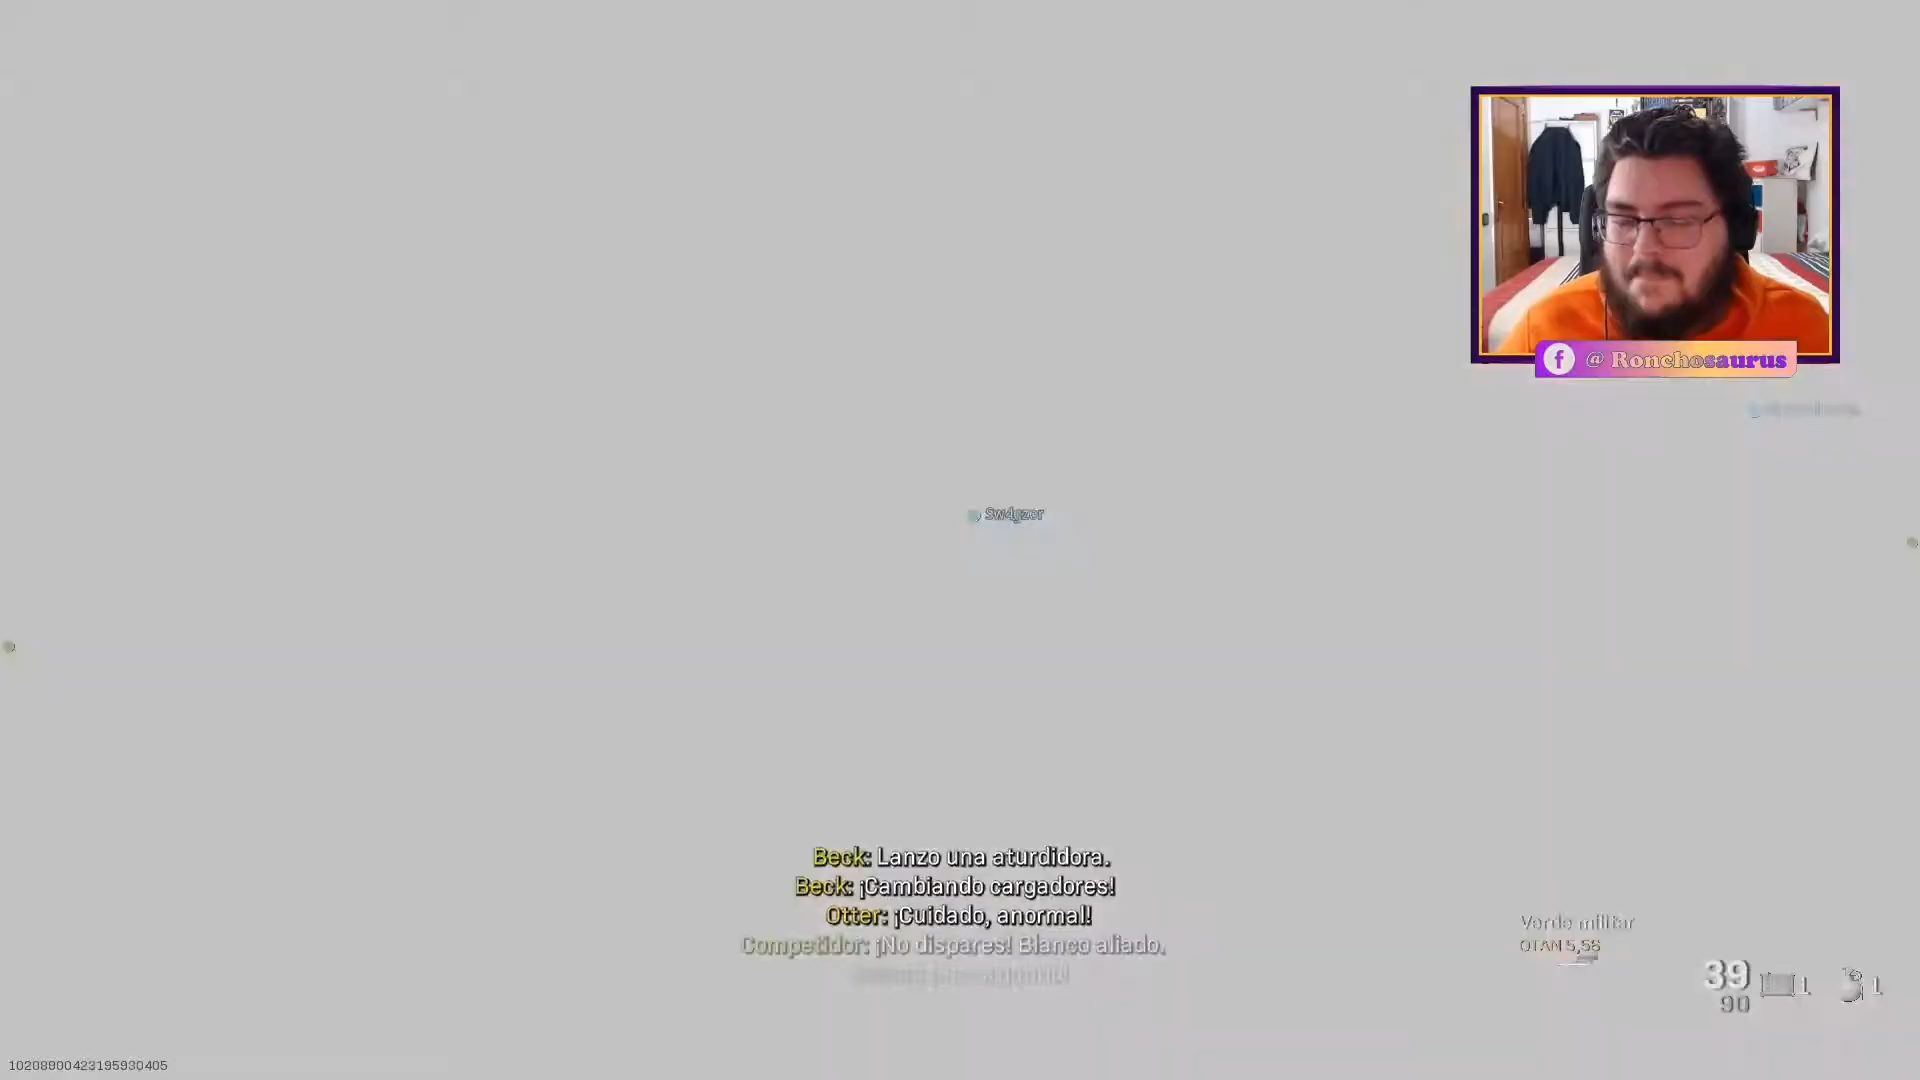 @ Ronchosaurus
Sw4gzor
Beck: Lanzo una aturdidora.
Beck: ¡Cambiando cargadores!
Otter: ¡Cuidado, anormal!
Competidor: ¡No dispares! Blanco aliado.
Verde militar
OTAN 5,56
39
90
1
1
10208900423195930405